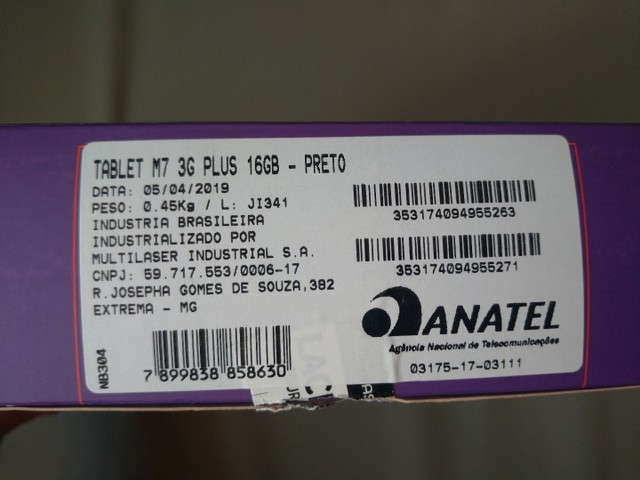 TABLET M7 3G PLUS 16GB - PRETO
DATA: 05/04/2019
PESO: 0.45Kg / L: JI341
INDUSTRIA BRASILEIRA
INDUSTRIALIZADO POR
MULTILASER INDUSTRIAL S.A.
CNPJ: 59.717.553/0006-17
R.JOSEPHA GOMES DE SOUZA,382
EXTREMA - MG
NB304
7 899838 858630
353174094955263
353174094955271
ANATEL
Agência Nacional de Telecomunicações
03175-17-03111
LAC